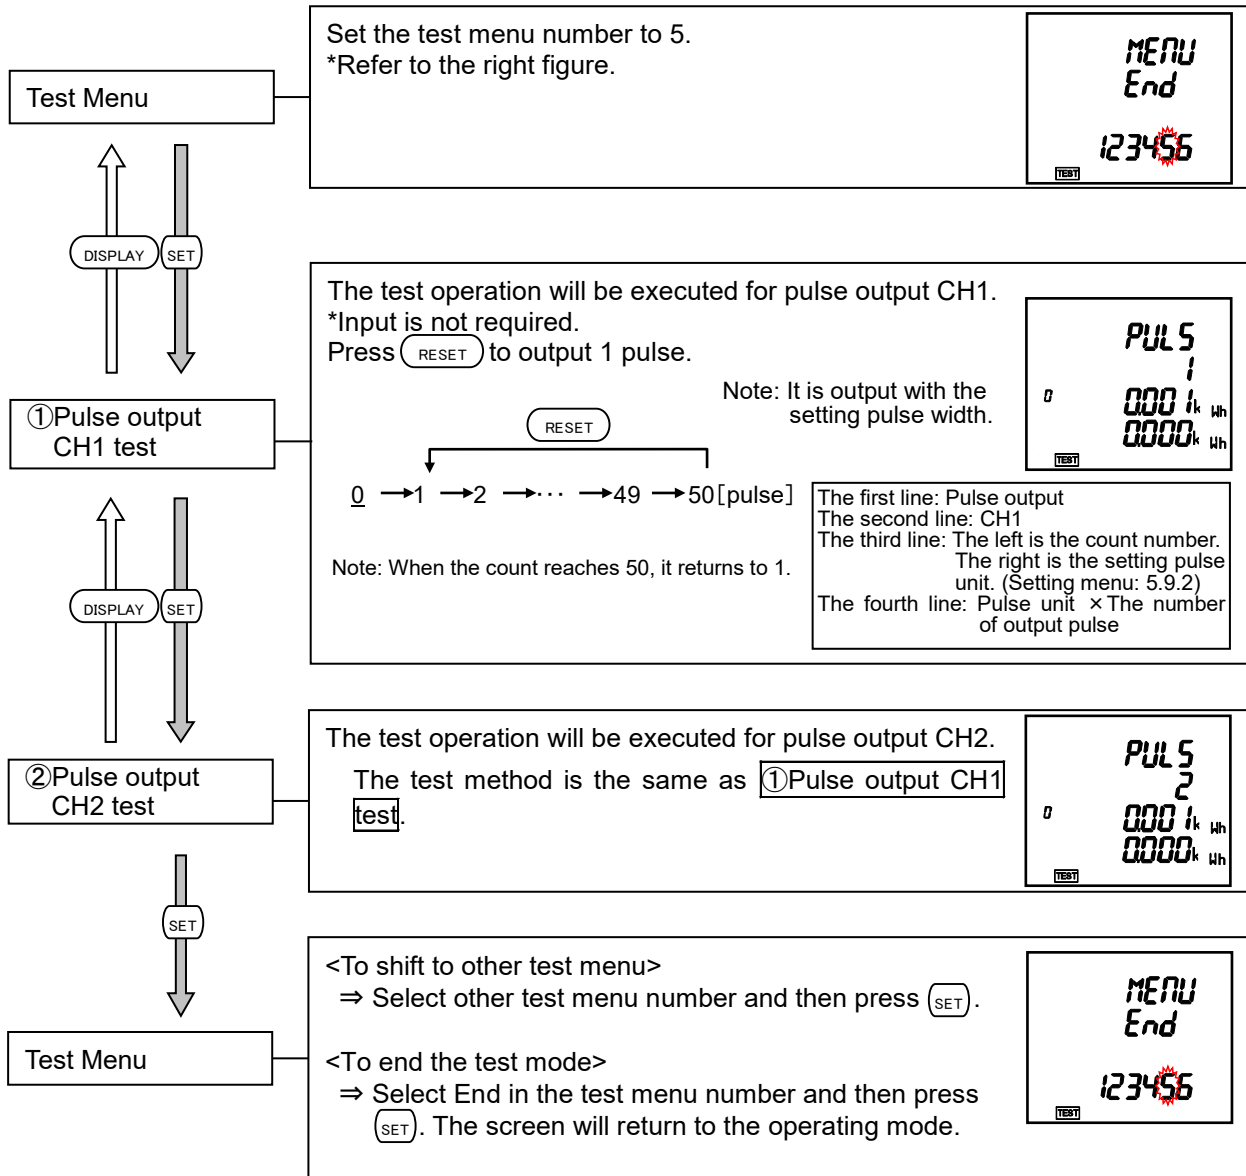 Test Menu
Set the test menu number to 5.
*Refer to the right figure.
MENU
End
123456
TEST
DISPLAY
SET
①Pulse output
CH1 test
The test operation will be executed for pulse output CH1.
*Input is not required.
Press RESET to output 1 pulse.
Note: It is output with the
setting pulse width.
RESET
0 →1 →2 →··· →49 →50[pulse]
Note: When the count reaches 50, it returns to 1.
PULS
1
0 0.001k Wh
0.000k Wh
TEST
The first line: Pulse output
The second line: CH1
The third line: The left is the count number.
The right is the setting pulse
unit. (Setting menu: 5.9.2)
The fourth line: Pulse unit ×The number
of output pulse
DISPLAY
SET
②Pulse output
CH2 test
The test operation will be executed for pulse output CH2.
The test method is the same as ①Pulse output CH1
test.
PULS
2
0 0.001k Wh
0.000k Wh
TEST
SET
Test Menu
<To shift to other test menu>
⇒ Select other test menu number and then press SET.
<To end the test mode>
⇒ Select End in the test menu number and then press
SET. The screen will return to the operating mode.
MENU
End
123456
TEST